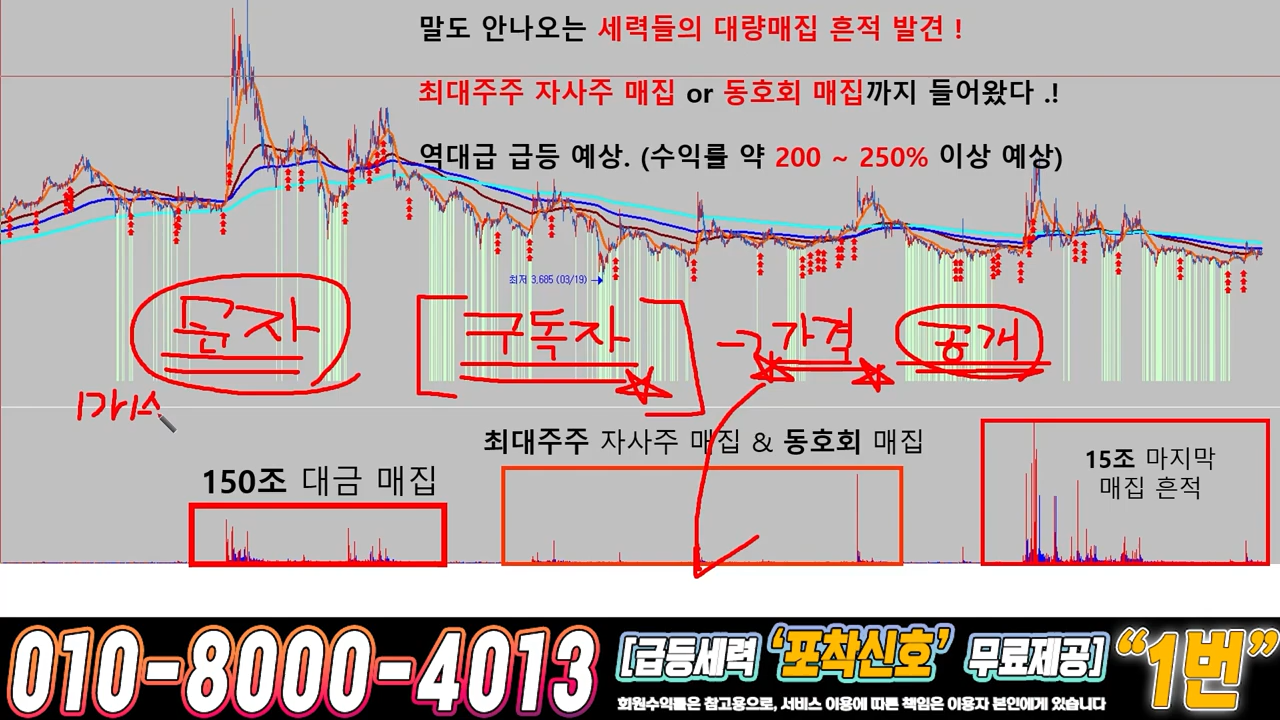 말도 안나오는 세력들의 대량매집 흔적 발견 !
최대주주 자사주 매집 or 동호회 매집까지 들어왔다 .!
역대급 급등 예상. (수익률 약 200 ~ 250% 이상 예상)
최저 3,685 (03/19)
문자
구독자
가격
공개
최대주주 자사주 매집 & 동호회 매집
150조 대금 매집
15조 마지막
매집 흔적
010-8000-4013
[급등세력 '포착신호' 무료제공] "1번"
회원수익률은 참고용으로, 서비스 이용에 따른 책임은 이용자 본인에게 있습니다